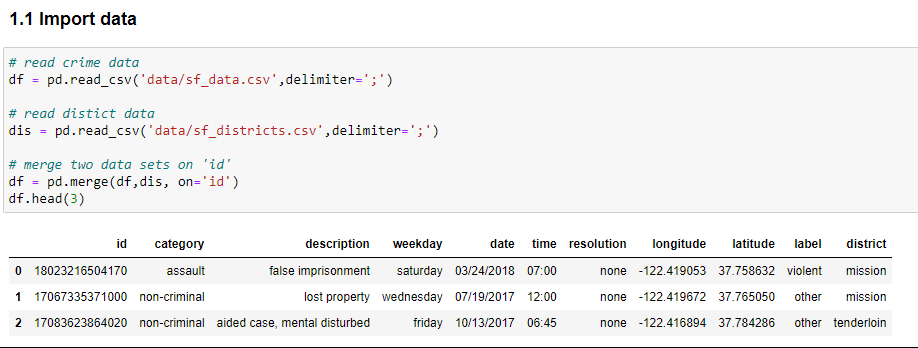 1.1 Import data
# read crime data
df = pd.read_csv('data/sf_data.csv',delimiter=';')
# read distict data
dis = pd.read_csv('data/sf_districts.csv',delimiter=';')
# merge two data sets on 'id'
df = pd.merge(df,dis, on='id')
df.head(3)
id category description weekday date time resolution longitude latitude label district
0 18023216504170 assault false imprisonment saturday 03/24/2018 07:00 none -122.419053 37.758632 violent mission
1 17067335371000 non-criminal lost property wednesday 07/19/2017 12:00 none -122.419672 37.765050 other mission
2 17083623864020 non-criminal aided case, mental disturbed friday 10/13/2017 06:45 none -122.416894 37.784286 other tenderloin